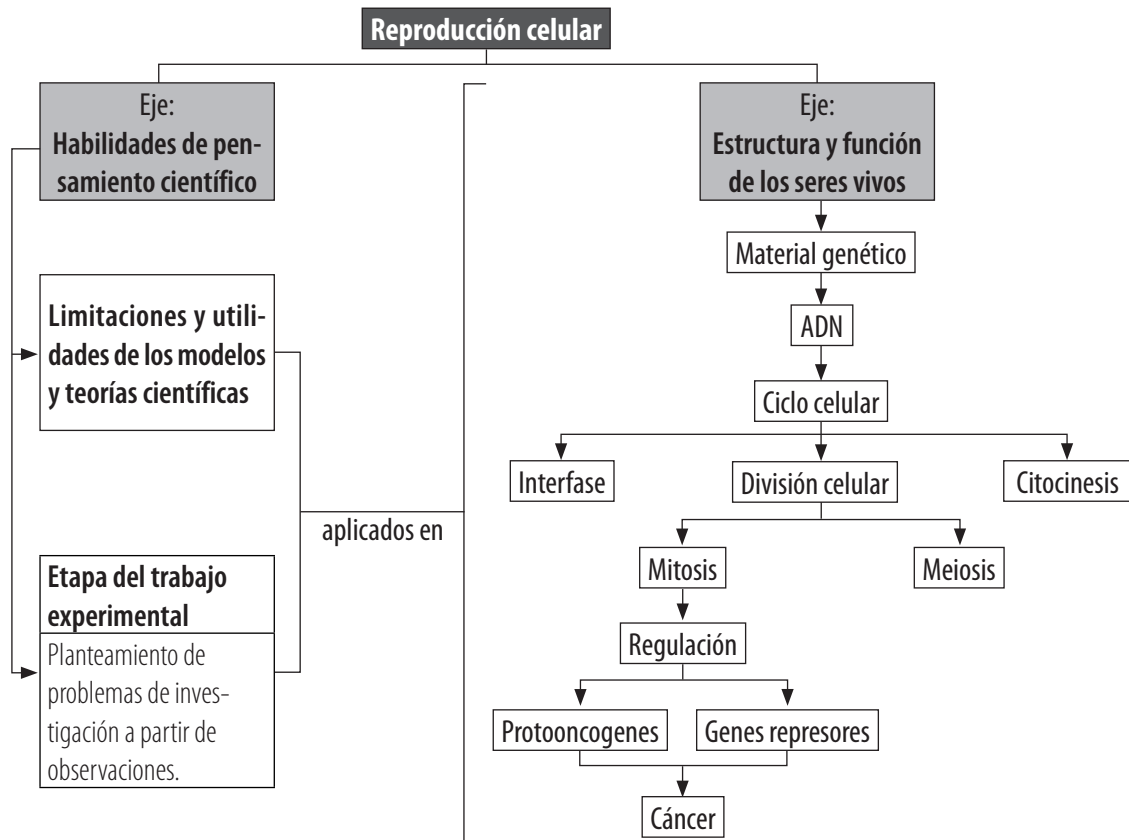 Reproducción celular
Eje:
Habilidades de pen-
samiento científico
Limitaciones y utili-
dades de los modelos
y teorías científicas
Etapa del trabajo
experimental
Planteamiento de
problemas de inves-
tigación a partir de
observaciones.
aplicados en
Eje:
Estructura y función
de los seres vivos
Material genético
ADN
Ciclo celular
Interfase
División celular
Citocinesis
Mitosis
Meiosis
Regulación
Protooncogenes
Genes represores
Cáncer